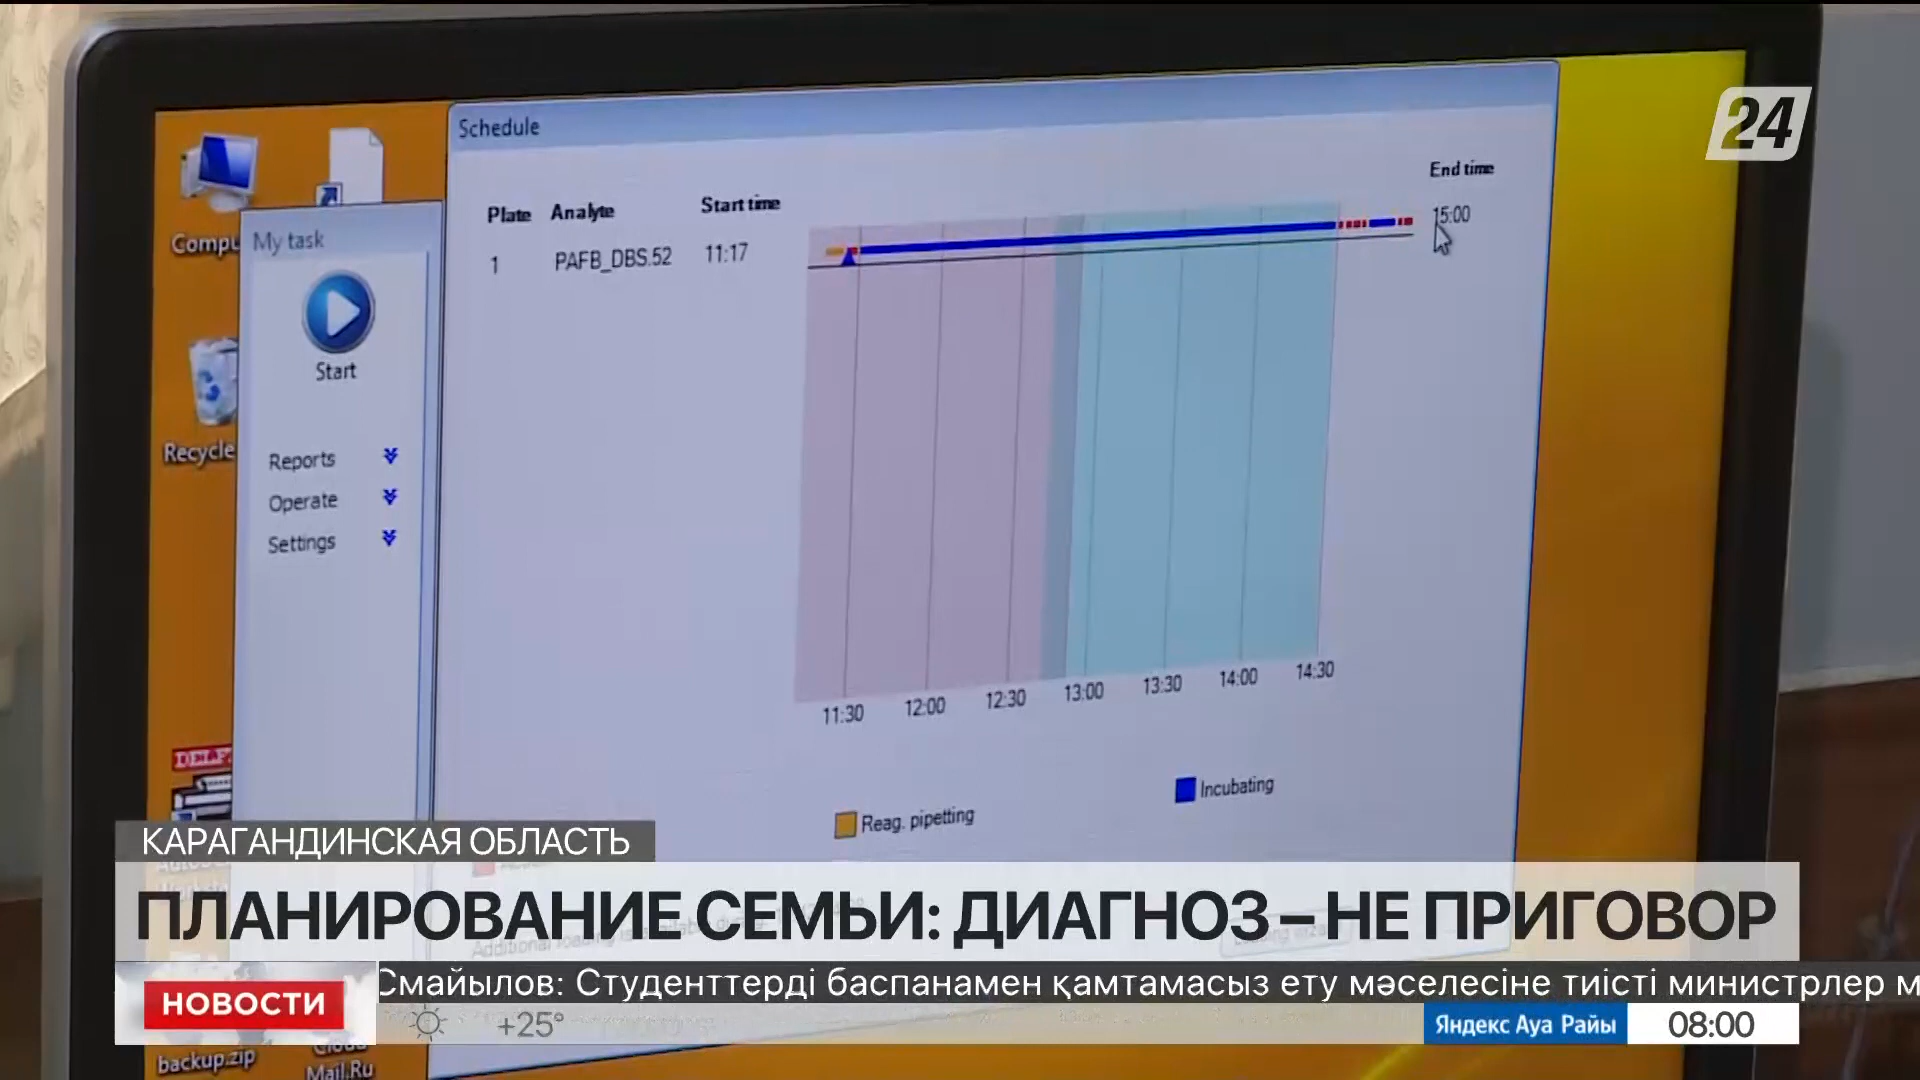 24
Schedule
Plate Analyte Start time End time
1 PAFB_DBS.52 11:17 15:00
Compu
My task
Start
Recycle
Reports
Operate
Settings
11:30 12:00 12:30 13:00 13:30 14:00 14:30
Reag. pipetting
Incubating
DELF
КАРАГАНДИНСКАЯ ОБЛАСТЬ
ПЛАНИРОВАНИЕ СЕМЬИ: ДИАГНОЗ – НЕ ПРИГОВОР
НОВОСТИ
Смайылов: Студенттерді баспанамен қамтамасыз ету мәселесіне тиісті министрлер м
+25°
Яндекс Ауа Райы
08:00
backup.zip
Cloud
Mail.Ru